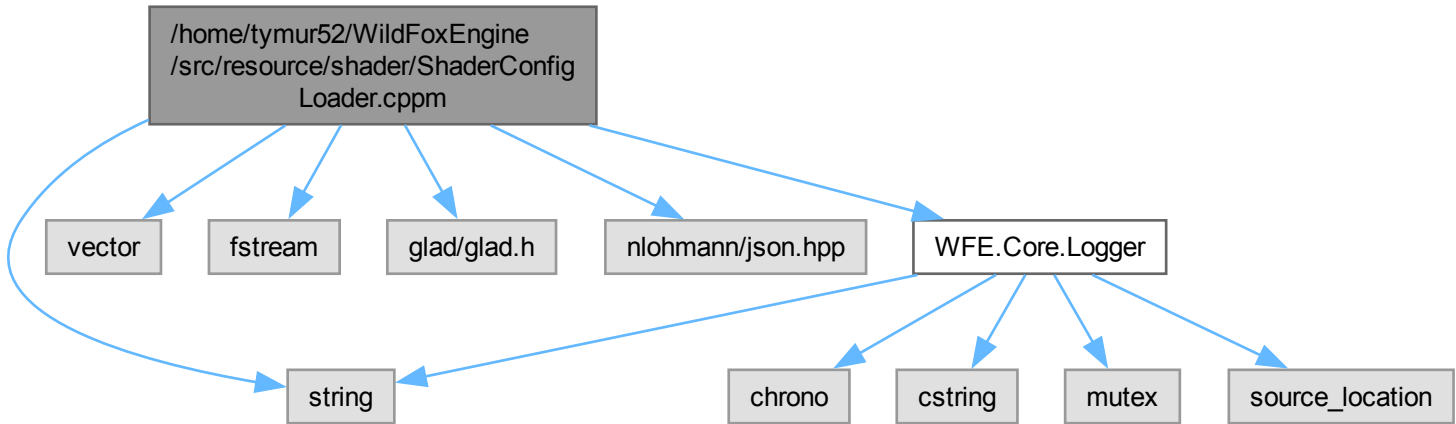 /home/tymur52/WildFoxEngine
/src/resource/shader/ShaderConfig
Loader.cppm
vector
fstream
glad/glad.h
nlohmann/json.hpp
WFE.Core.Logger
string
chrono
cstring
mutex
source_location